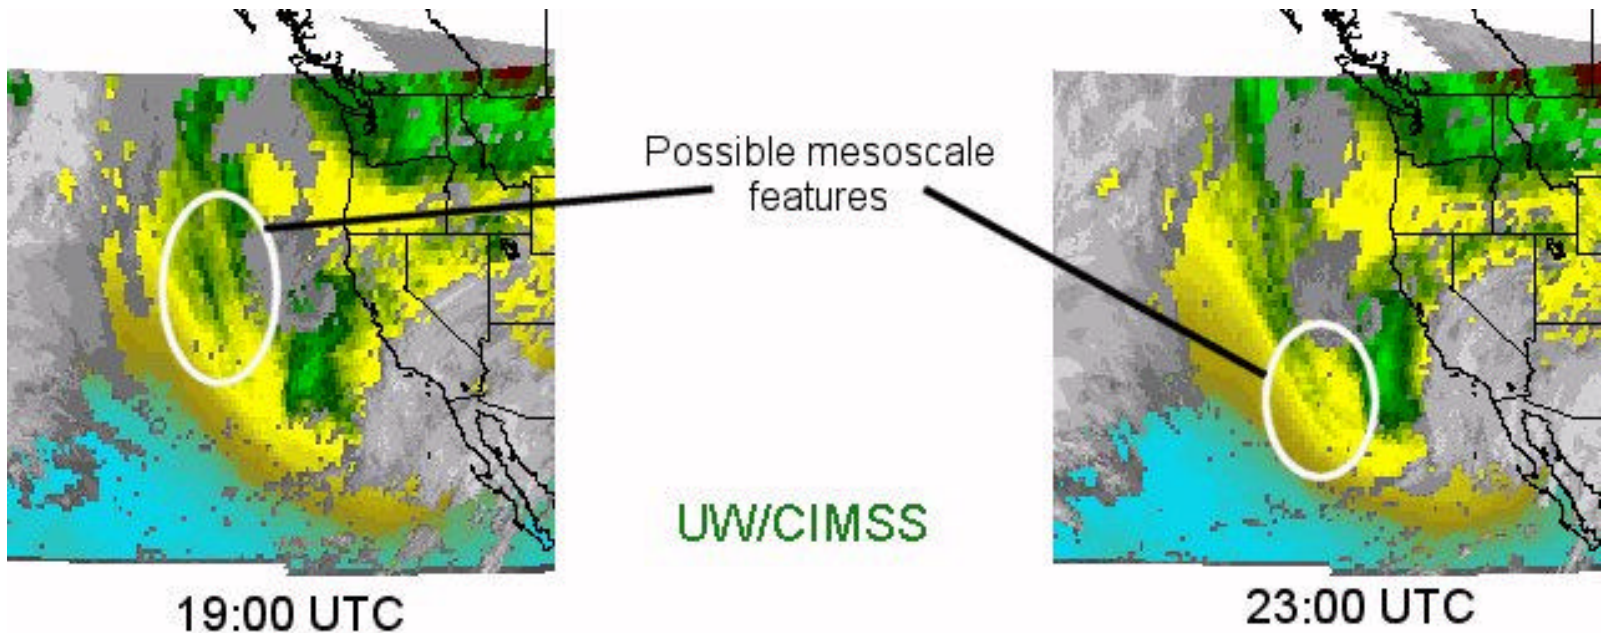 Possible mesoscale
features
UW/CIMSS
19:00 UTC
23:00 UTC